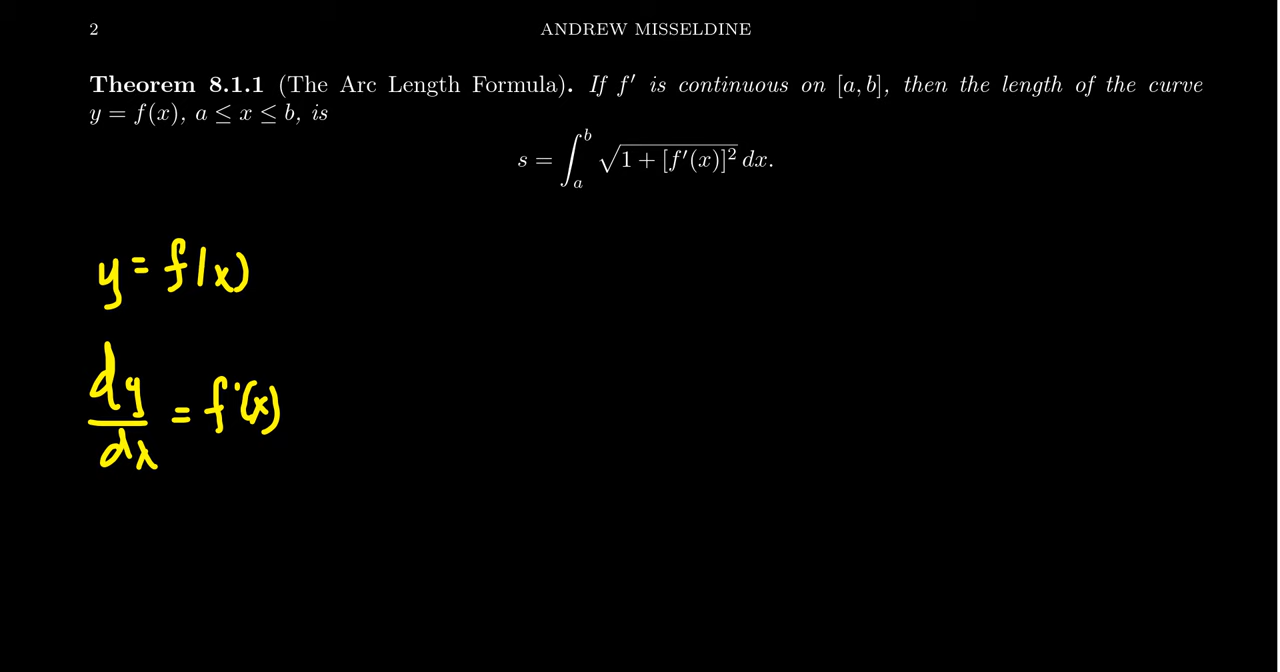 2 ANDREW MISSELDINE
Theorem 8.1.1 (The Arc Length Formula). If f′ is continuous on [a, b], then the length of the curve
y = f(x), a ≤ x ≤ b, is
s = ∫_a^b √(1 + [f′(x)]²) dx.
y = f(x)
dy/dx = f'(x)